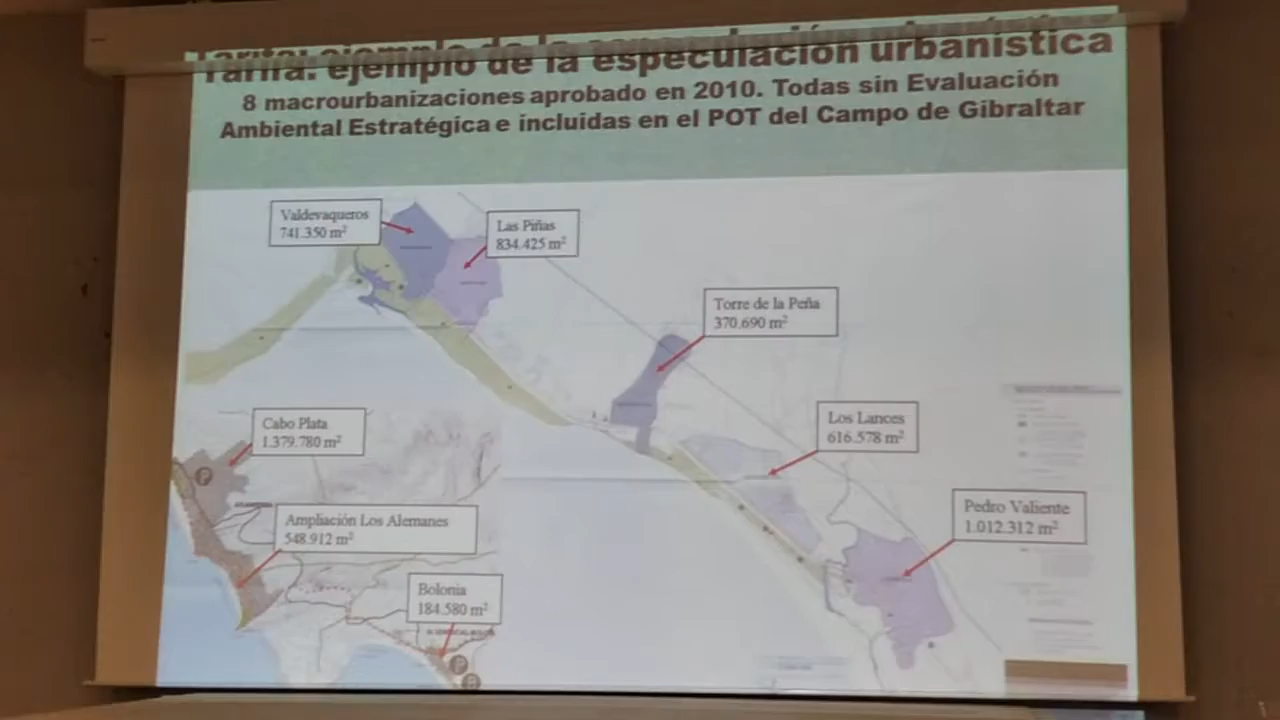 Tarifa: ejemplo de la especulación urbanística
8 macrourbanizaciones aprobado en 2010. Todas sin Evaluación
Ambiental Estratégica e incluidas en el POT del Campo de Gibraltar
Valdevaqueros
741.350 m²
Las Piñas
834.425 m²
Torre de la Peña
370.690 m²
Cabo Plata
1.379.780 m²
Los Lances
616.578 m²
Ampliación Los Alemanes
548.912 m²
Pedro Valiente
1.012.312 m²
Bolonia
184.580 m²
P
P